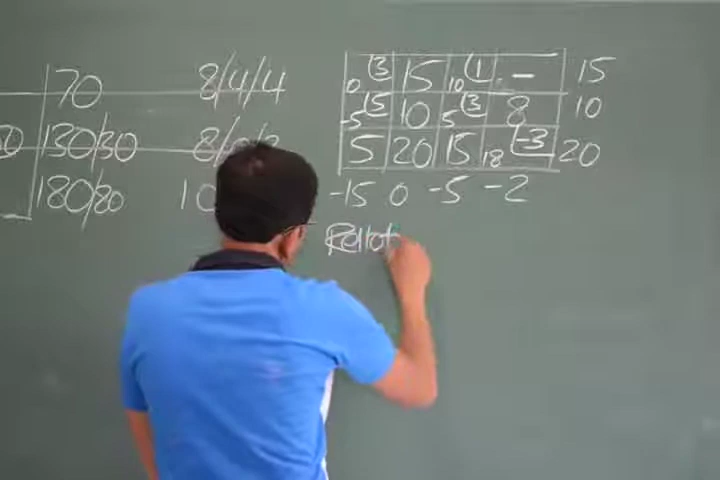 70 8/4/4 0 (3 15 10 (1 - 15
130/30 8/ -5 (5 10 5 (3 8 10
180/80 10 5 20 15 18 (-3 20
-15 0 -5 -2